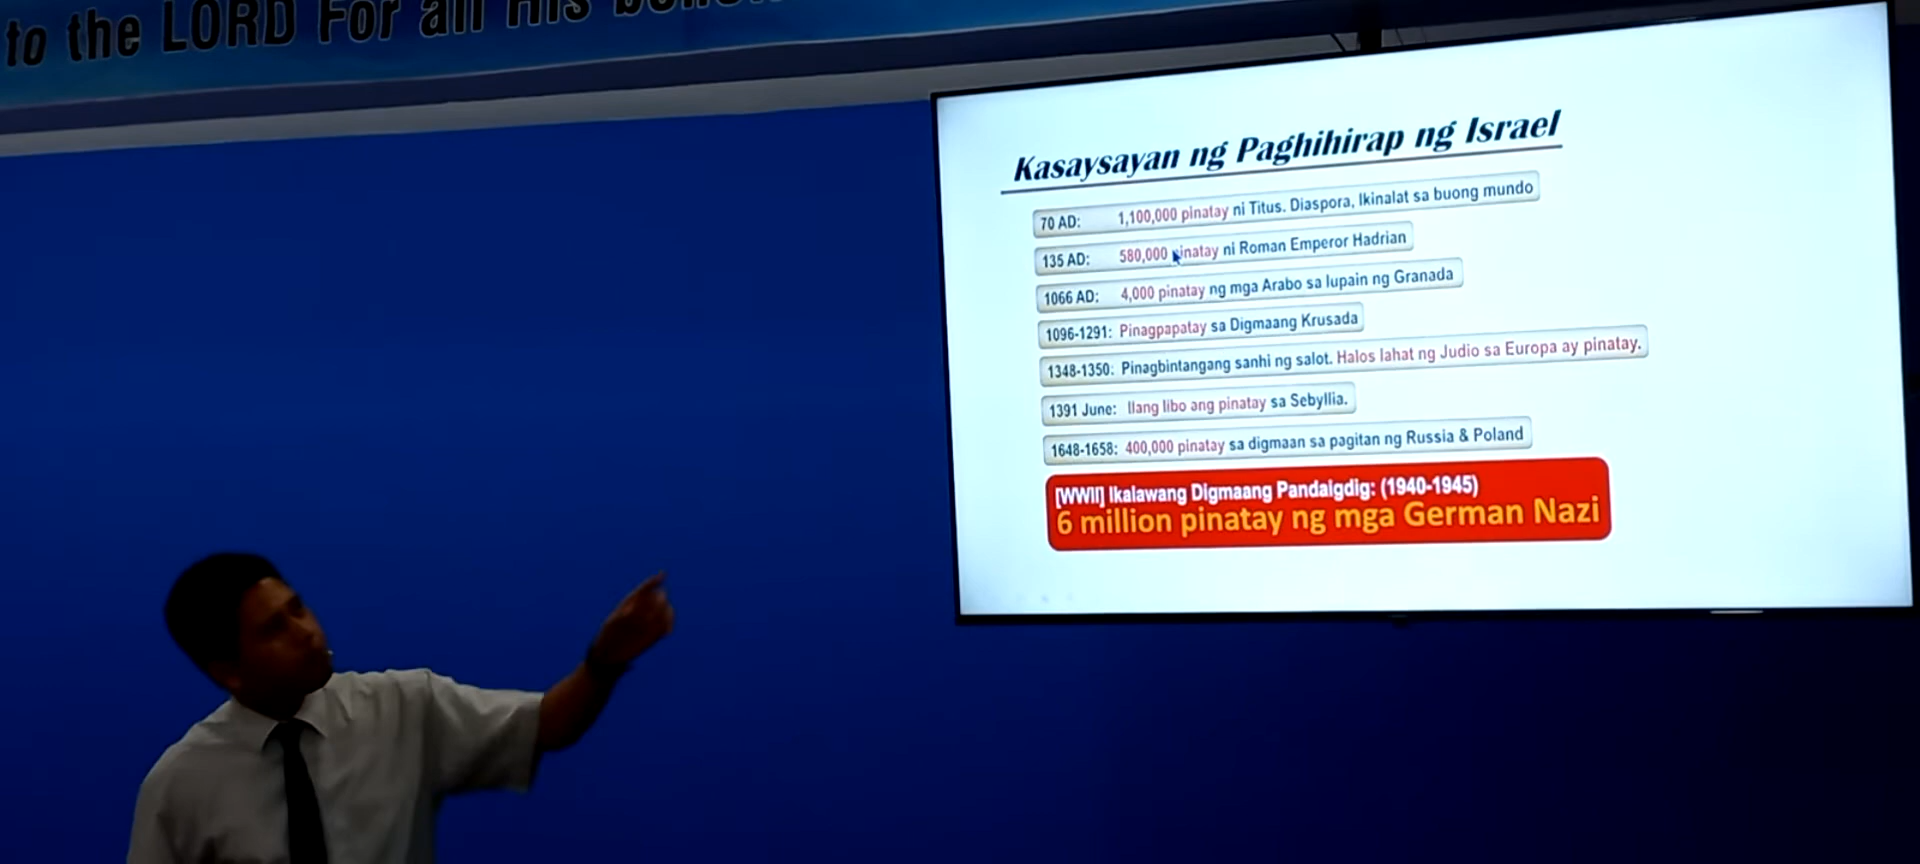 to the LORD For all His
Kasaysayan ng Paghihirap ng Israel
70 AD: 1,100,000 pinatay ni Titus. Diaspora, Ikinalat sa buong mundo
135 AD: 580,000 pinatay ni Roman Emperor Hadrian
1066 AD: 4,000 pinatay ng mga Arabo sa lupain ng Granada
1096-1291: Pinagpapatay sa Digmaang Krusada
1348-1350: Pinagbintangang sanhi ng salot. Halos lahat ng Judio sa Europa ay pinatay.
1391 June: Ilang libo ang pinatay sa Sebyllia.
1648-1658: 400,000 pinatay sa digmaan sa pagitan ng Russia & Poland
[WWII] Ikalawang Digmaang Pandaigdig: (1940-1945)
6 million pinatay ng mga German Nazi